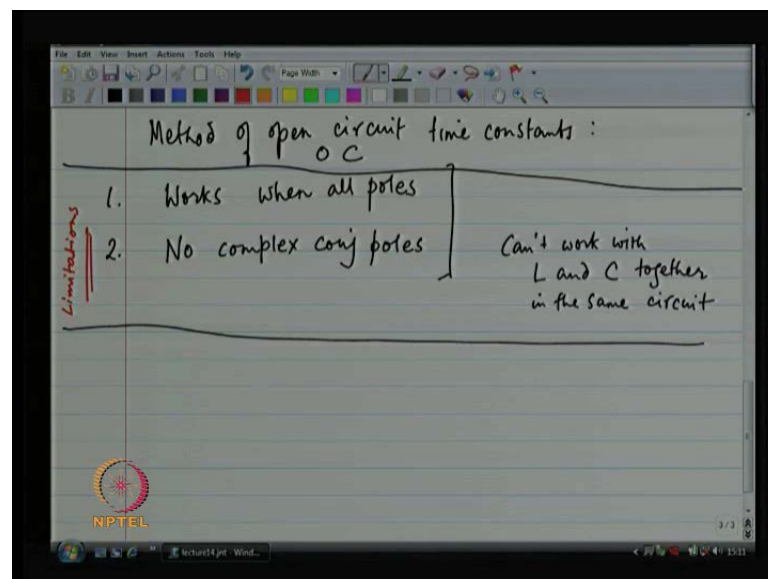 File Edit View Insert Actions Tools Help
Page Width
B I
Method of open circuit time constants :
O C
1. Works when all poles
2. No complex conj poles
Limitations
Can't work with
L and C together
in the same circuit
NPTEL
3/3
lecture14.jnt - Wind...
15:11